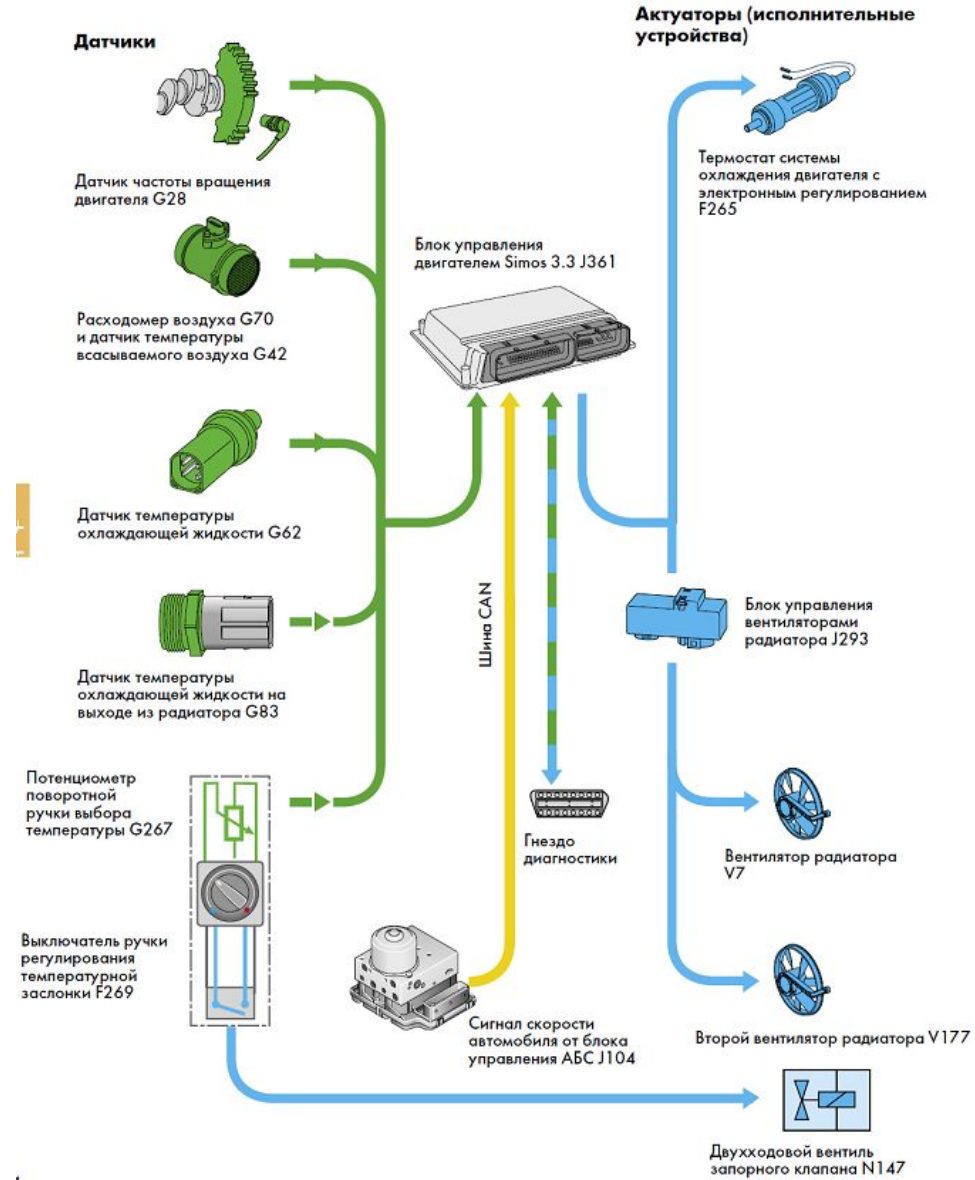 Датчики
Датчик частоты вращения
двигателя G28
Расходомер воздуха G70
и датчик температуры
всасываемого воздуха G42
Датчик температуры
охлаждающей жидкости G62
Датчик температуры
охлаждающей жидкости на
выходе из радиатора G83
Потенциометр
поворотной
ручки выбора
температуры G267
Выключатель ручки
регулирования
температурной
заслонки F269
Блок управления
двигателем Simos 3.3 J361
Шина CAN
Гнездо
диагностики
Сигнал скорости
автомобиля от блока
управления АБС J104
Актуаторы (исполнительные
устройства)
Термостат системы
охлаждения двигателя с
электронным регулированием
F265
Блок управления
вентиляторами
радиатора J293
Вентилятор радиатора
V7
Второй вентилятор радиатора V177
Двухходовой вентиль
запорного клапана N147